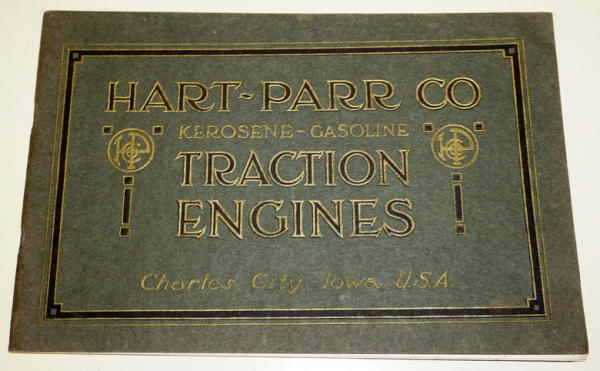 HART-PARR CO
KEROSENE-GASOLINE
TRACTION
ENGINES
Charles City Iowa U.S.A.